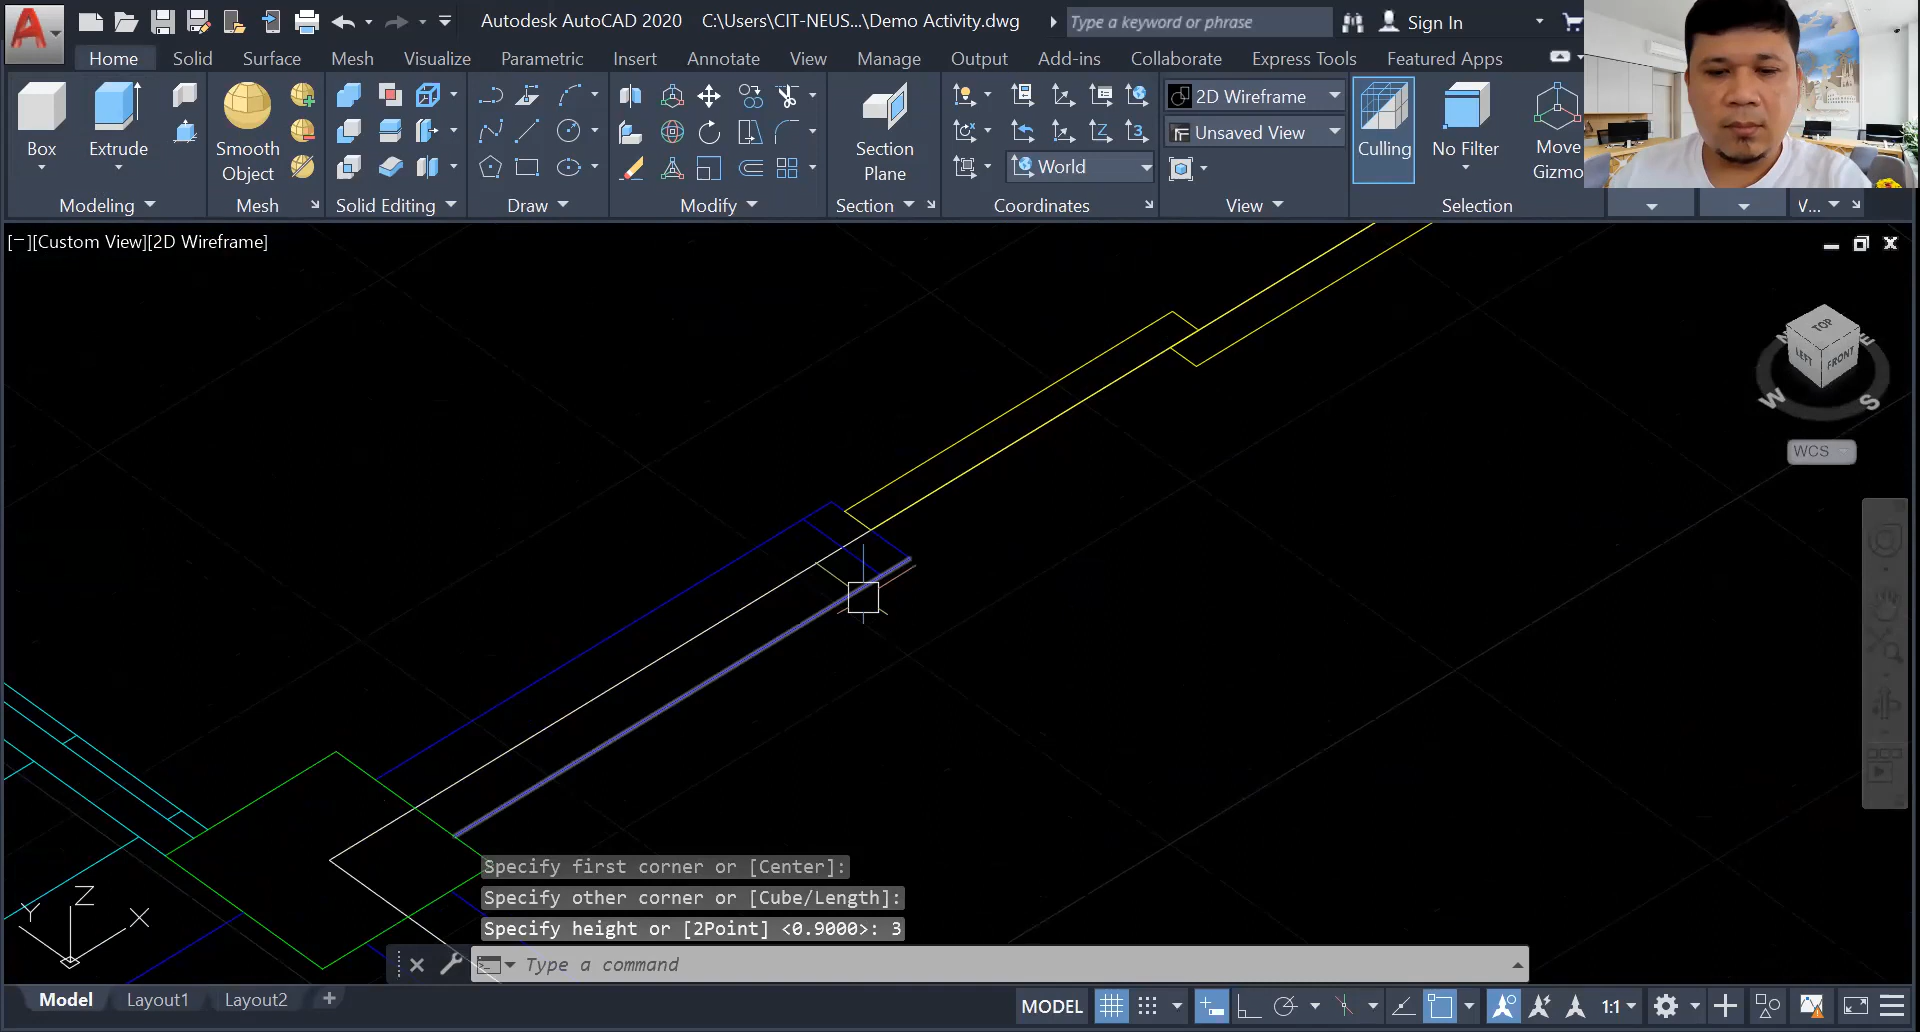 Autodesk AutoCAD 2020 C:\Users\CIT-NEUS...\Demo Activity.dwg
Type a keyword or phrase
Sign In
Home Solid Surface Mesh Visualize Parametric Insert Annotate View Manage Output Add-ins Collaborate Express Tools Featured Apps
Box
Extrude
Smooth
Object
Section
Plane
World
2D Wireframe
Unsaved View
Culling
No Filter
Move
Gizmo
Modeling
Mesh
Solid Editing
Draw
Modify
Section
Coordinates
View
Selection
V...
[−][Custom View][2D Wireframe]
TOP
LEFT
FRONT
W
S
WCS
Y
Z
X
Specify first corner or [Center]:
Specify other corner or [Cube/Length]:
Specify height or [2Point] <0.9000>: 3
Type a command
Model Layout1 Layout2 +
MODEL
1:1